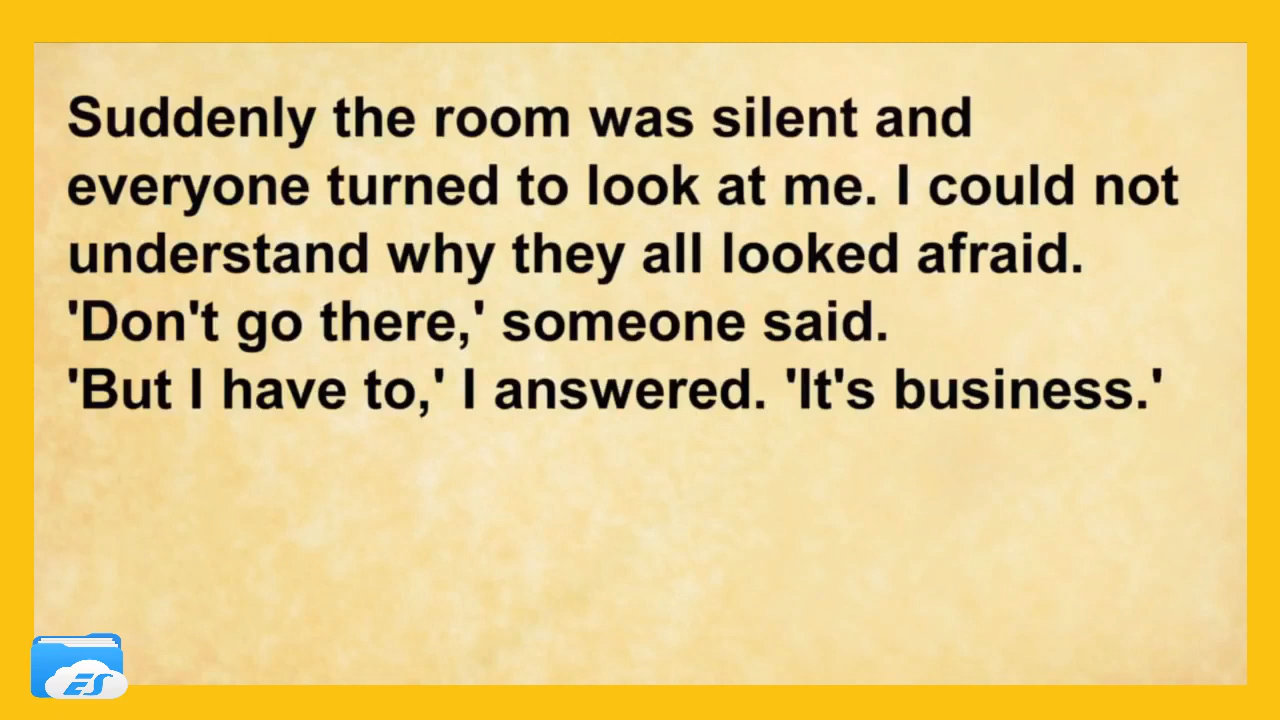 Suddenly the room was silent and
everyone turned to look at me. I could not
understand why they all looked afraid.
'Don't go there,' someone said.
'But I have to,' I answered. 'It's business.'
ES